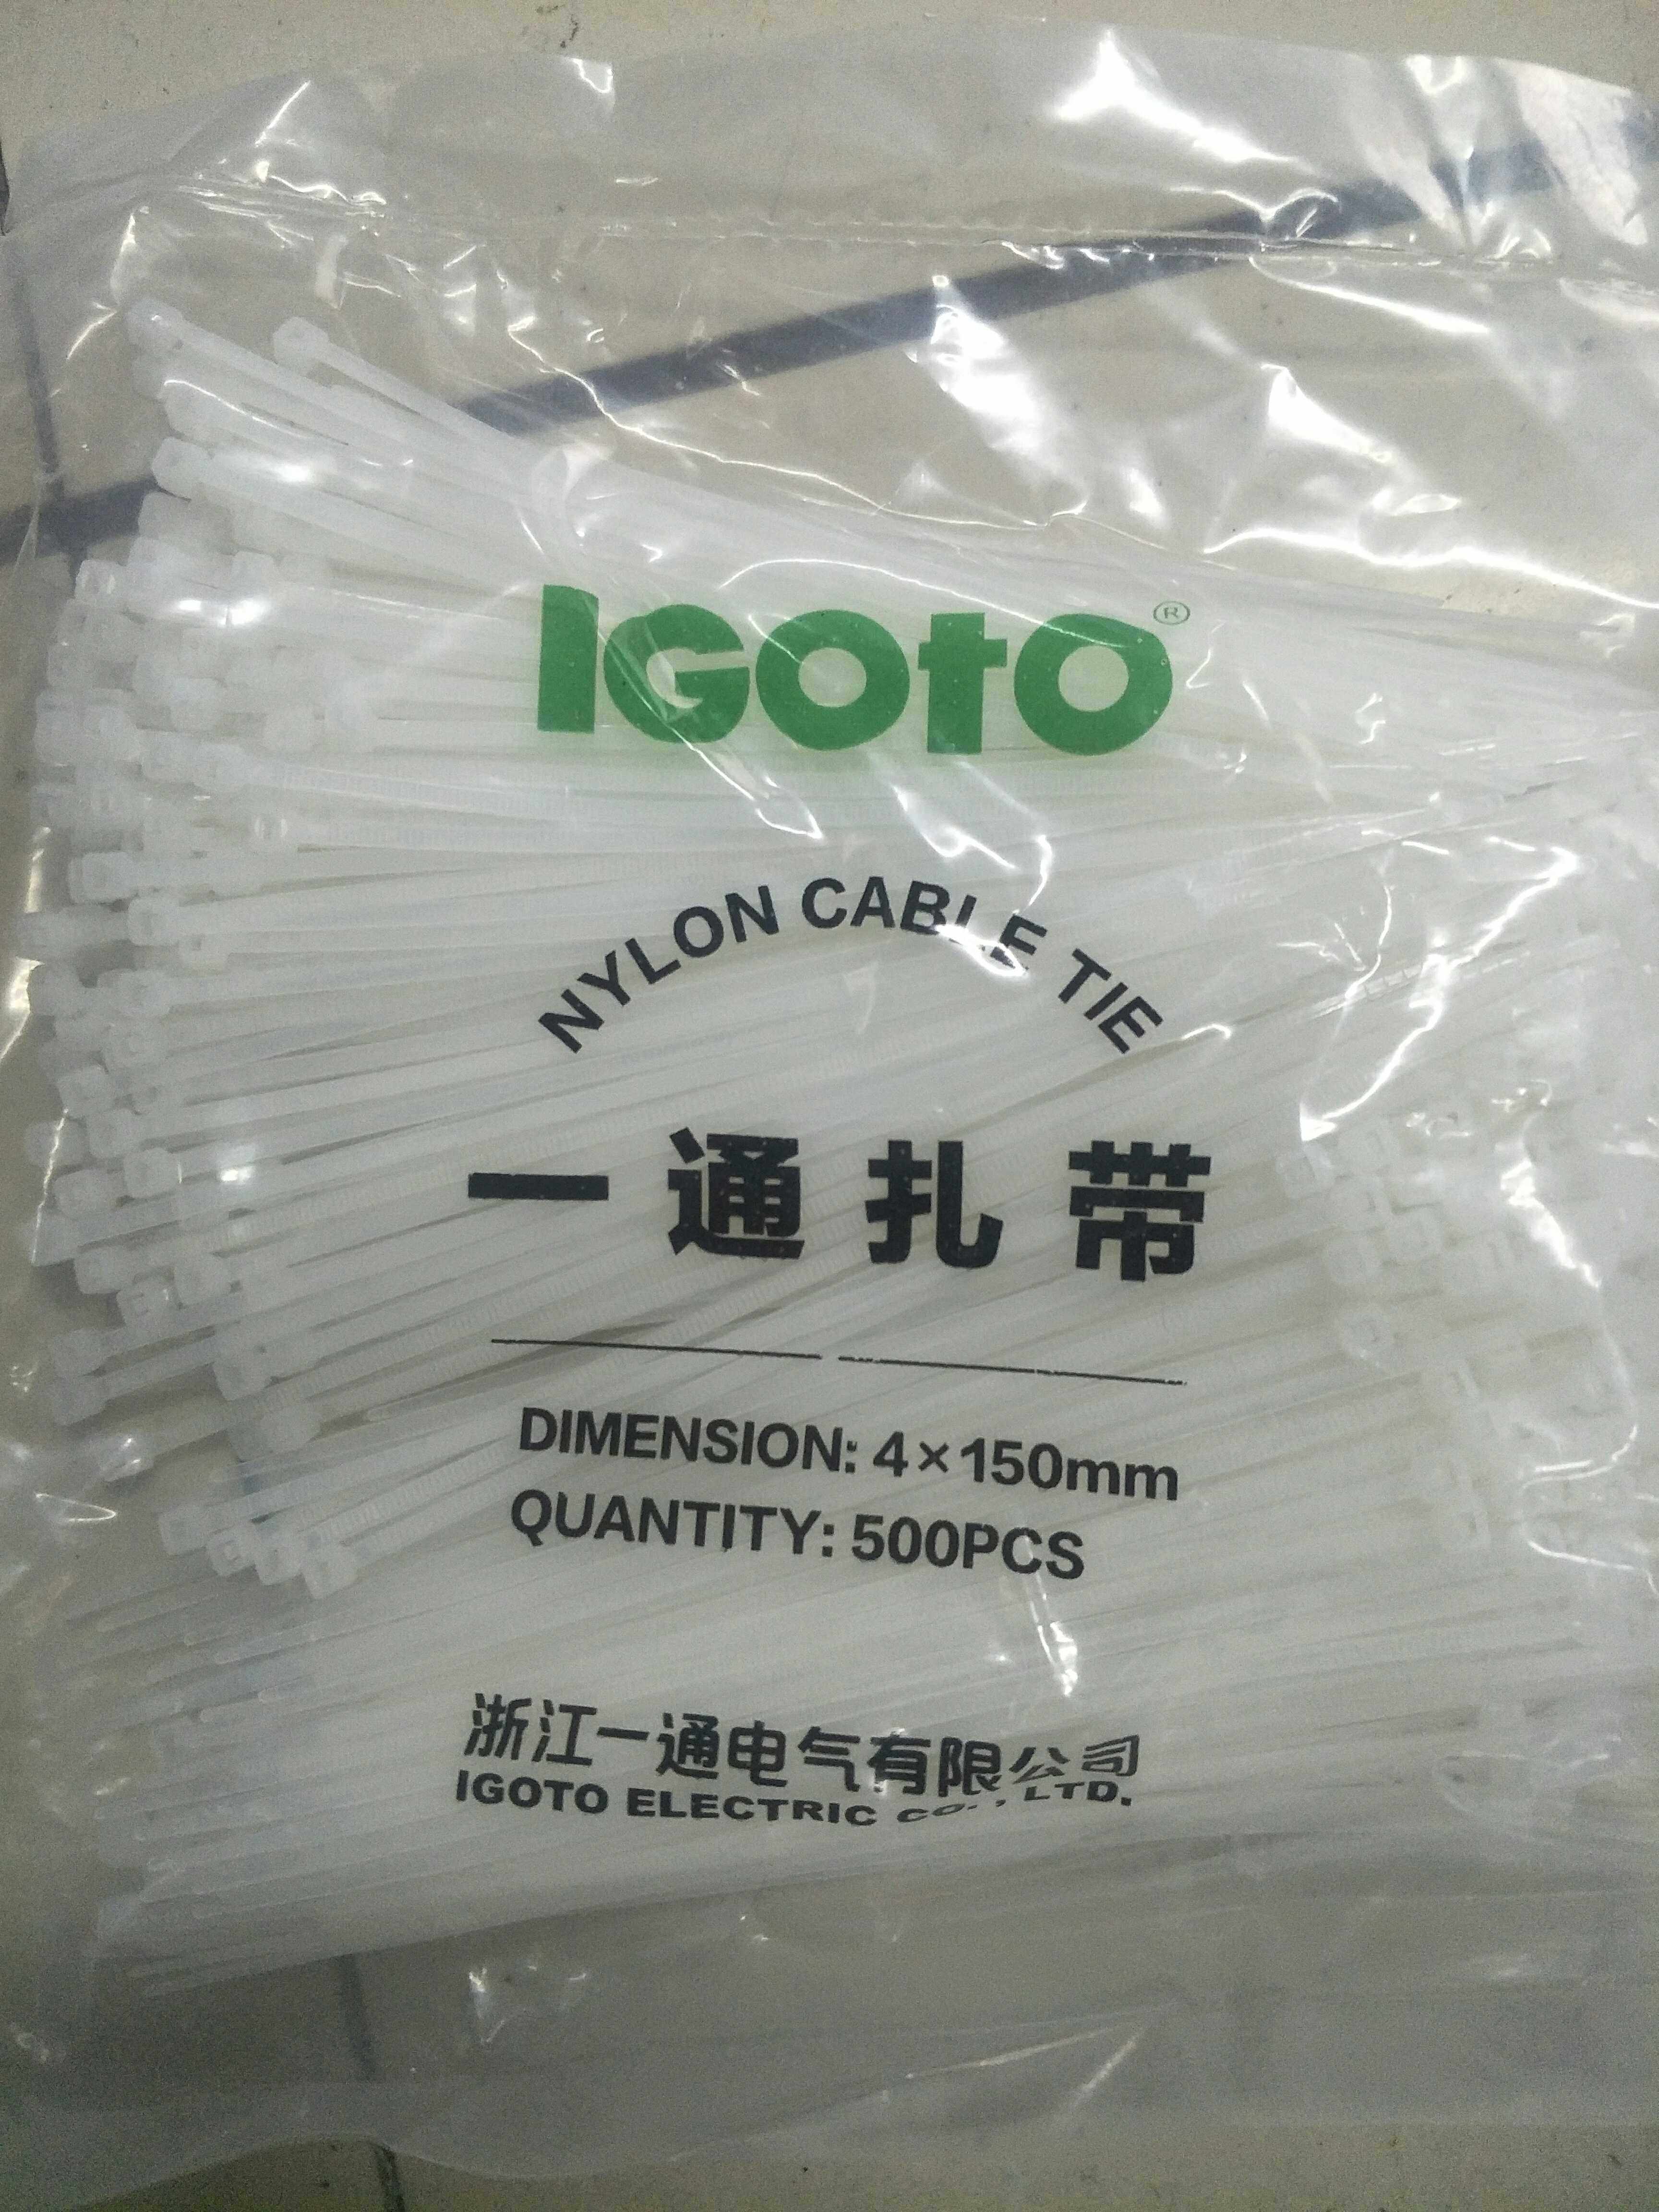 IGOTO®
NYLON CABLE TIE
一通扎带
DIMENSION: 4×150mm
QUANTITY: 500PCS
浙江一通电气有限公司
IGOTO ELECTRIC CO., LTD.